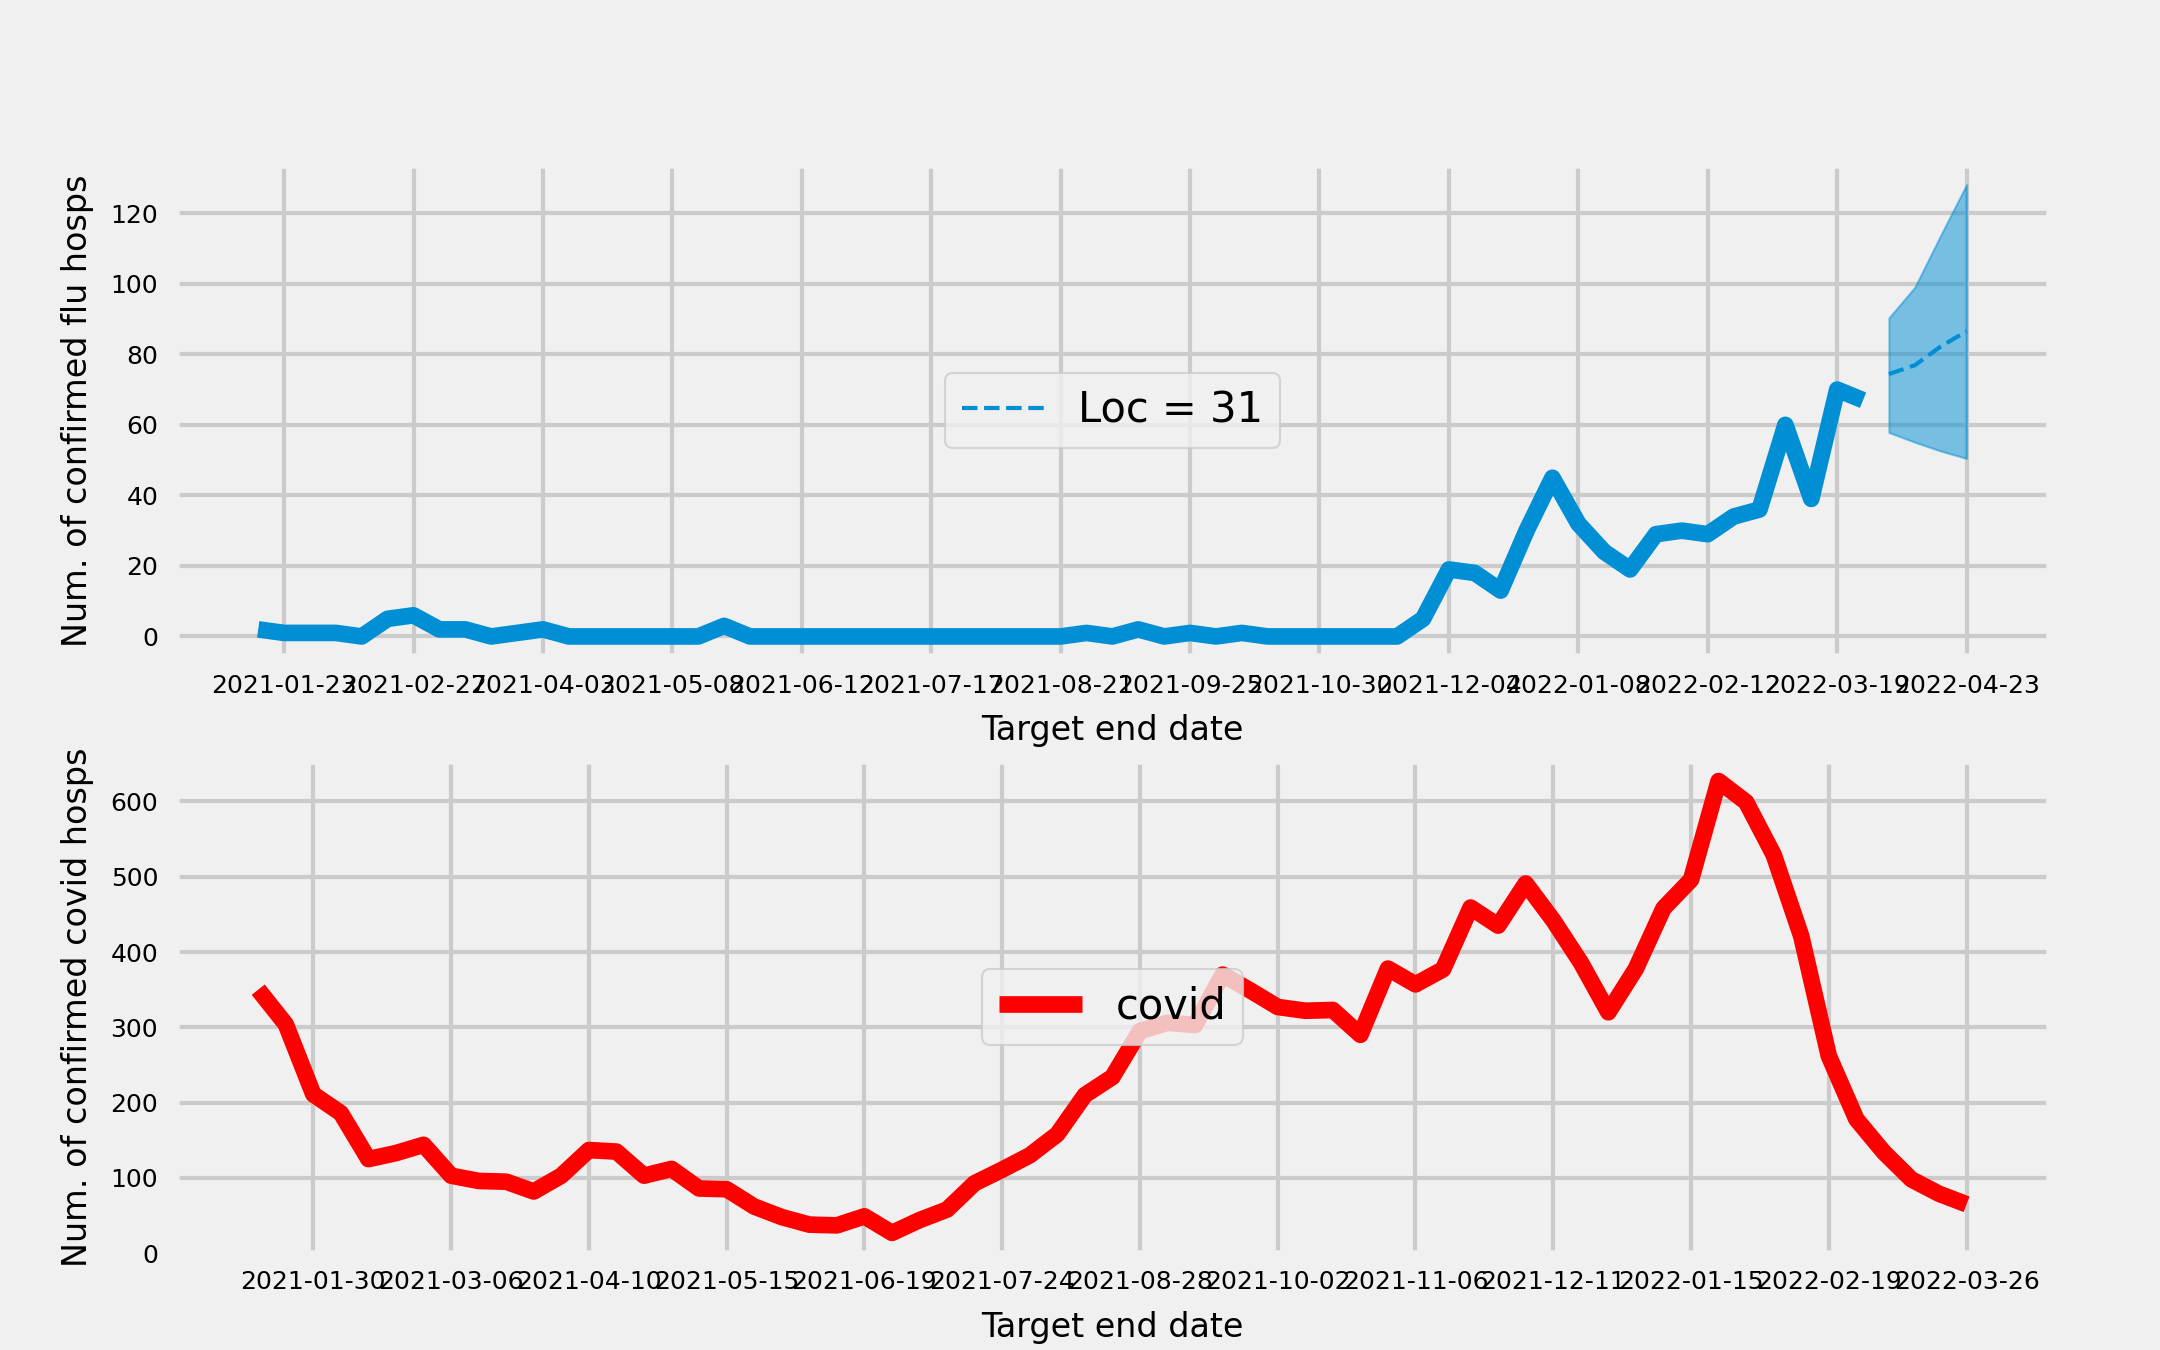 Num. of confirmed flu hosps
120
100
80
60
40
20
0
Loc = 31
2021-01-23 2021-02-27 2021-04-03 2021-05-08 2021-06-12 2021-07-17 2021-08-21 2021-09-25 2021-10-30 2021-12-04 2022-01-08 2022-02-12 2022-03-19 2022-04-23
Target end date
Num. of confirmed covid hosps
600
500
400
300
200
100
0
covid
2021-01-30 2021-03-06 2021-04-10 2021-05-15 2021-06-19 2021-07-24 2021-08-28 2021-10-02 2021-11-06 2021-12-11 2022-01-15 2022-02-19 2022-03-26
Target end date